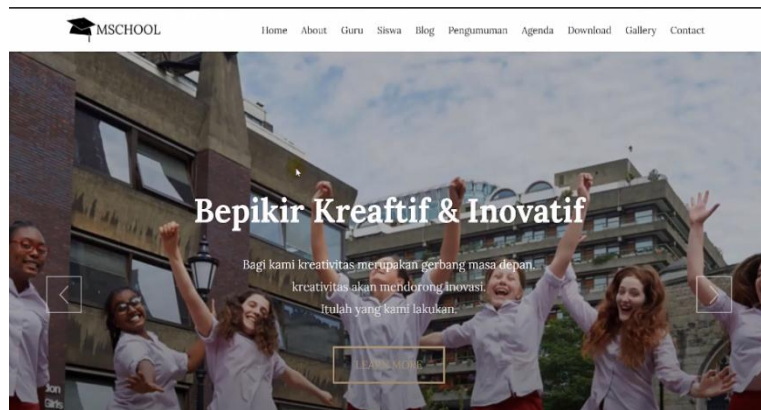 MSCHOOL
Home About Guru Siswa Blog Pengumuman Agenda Download Gallery Contact
Bepikir Kreaftif & Inovatif
Bagi kami kreativitas merupakan gerbang masa depan.
kreativitas akan mendorong inovasi.
Itulah yang kami lakukan.
LEARN MORE
Girls